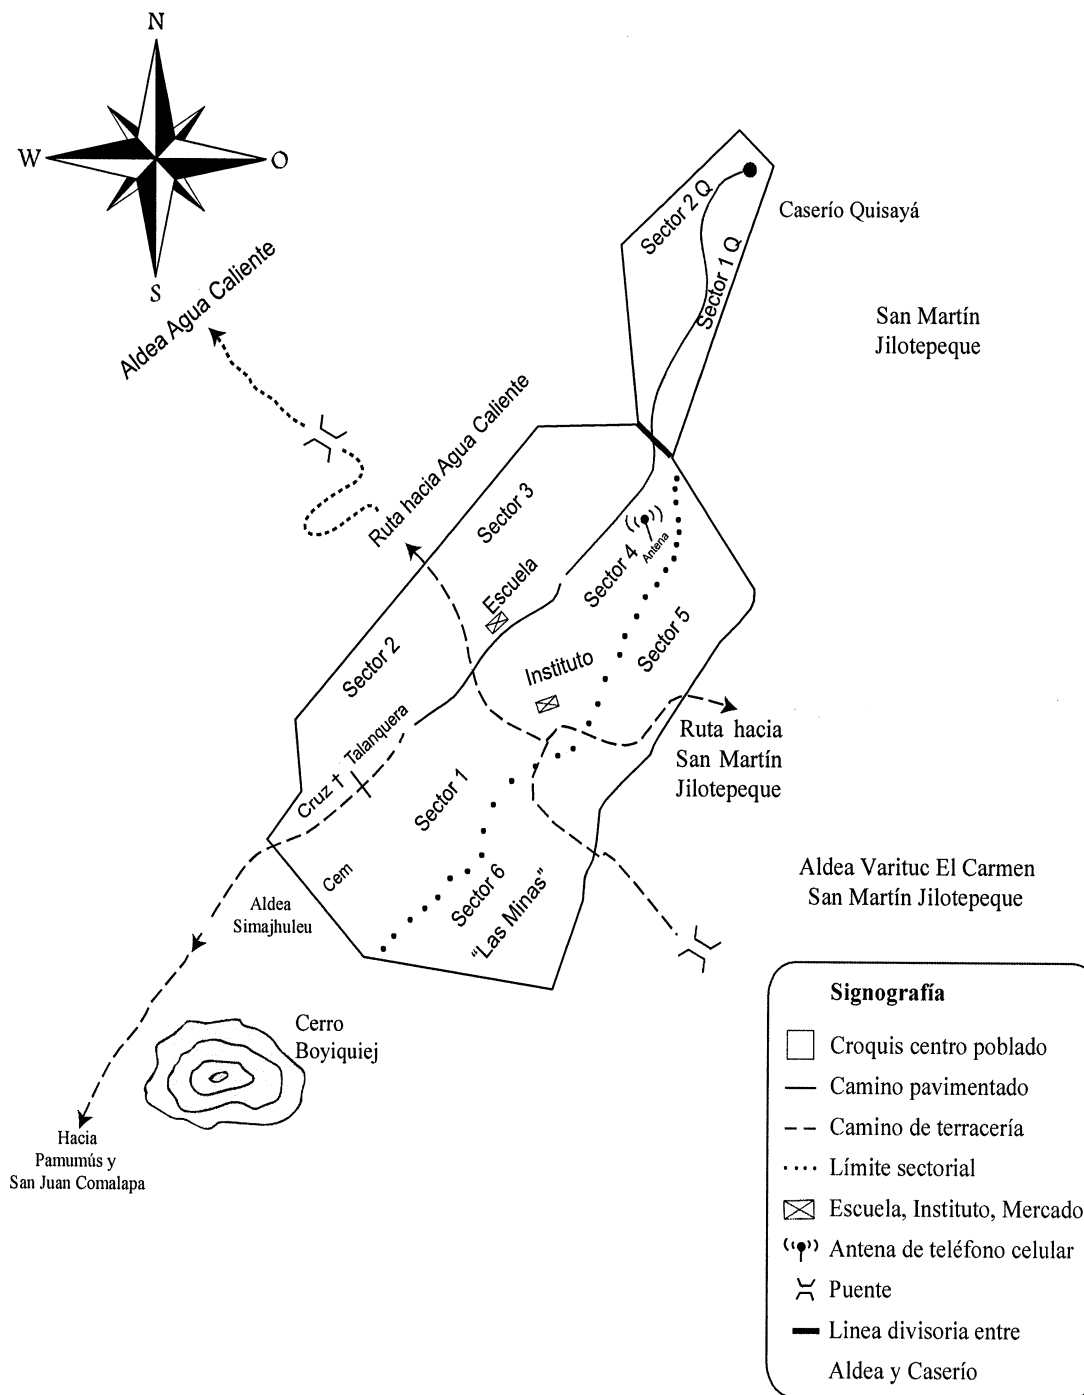 N
W
O
S
Aldea Agua Caliente
Ruta hacia Agua Caliente
Sector 2 Q
Sector 1 Q
Caserío Quisayá
San Martín
Jilotepeque
Sector 3
Escuela
Sector 4
Antena
Sector 5
Sector 2
Instituto
Talanquera
Cruz
Sector 1
Ruta hacia
San Martín
Jilotepeque
Cem
Sector 6
"Las Minas"
Aldea
Simajhuleu
Aldea Varituc El Carmen
San Martín Jilotepeque
Cerro
Boyiquiej
Hacia
Pamumús y
San Juan Comalapa
Signografía
Croquis centro poblado
Camino pavimentado
Camino de terracería
Límite sectorial
Escuela, Instituto, Mercado
Antena de teléfono celular
Puente
Linea divisoria entre
Aldea y Caserío